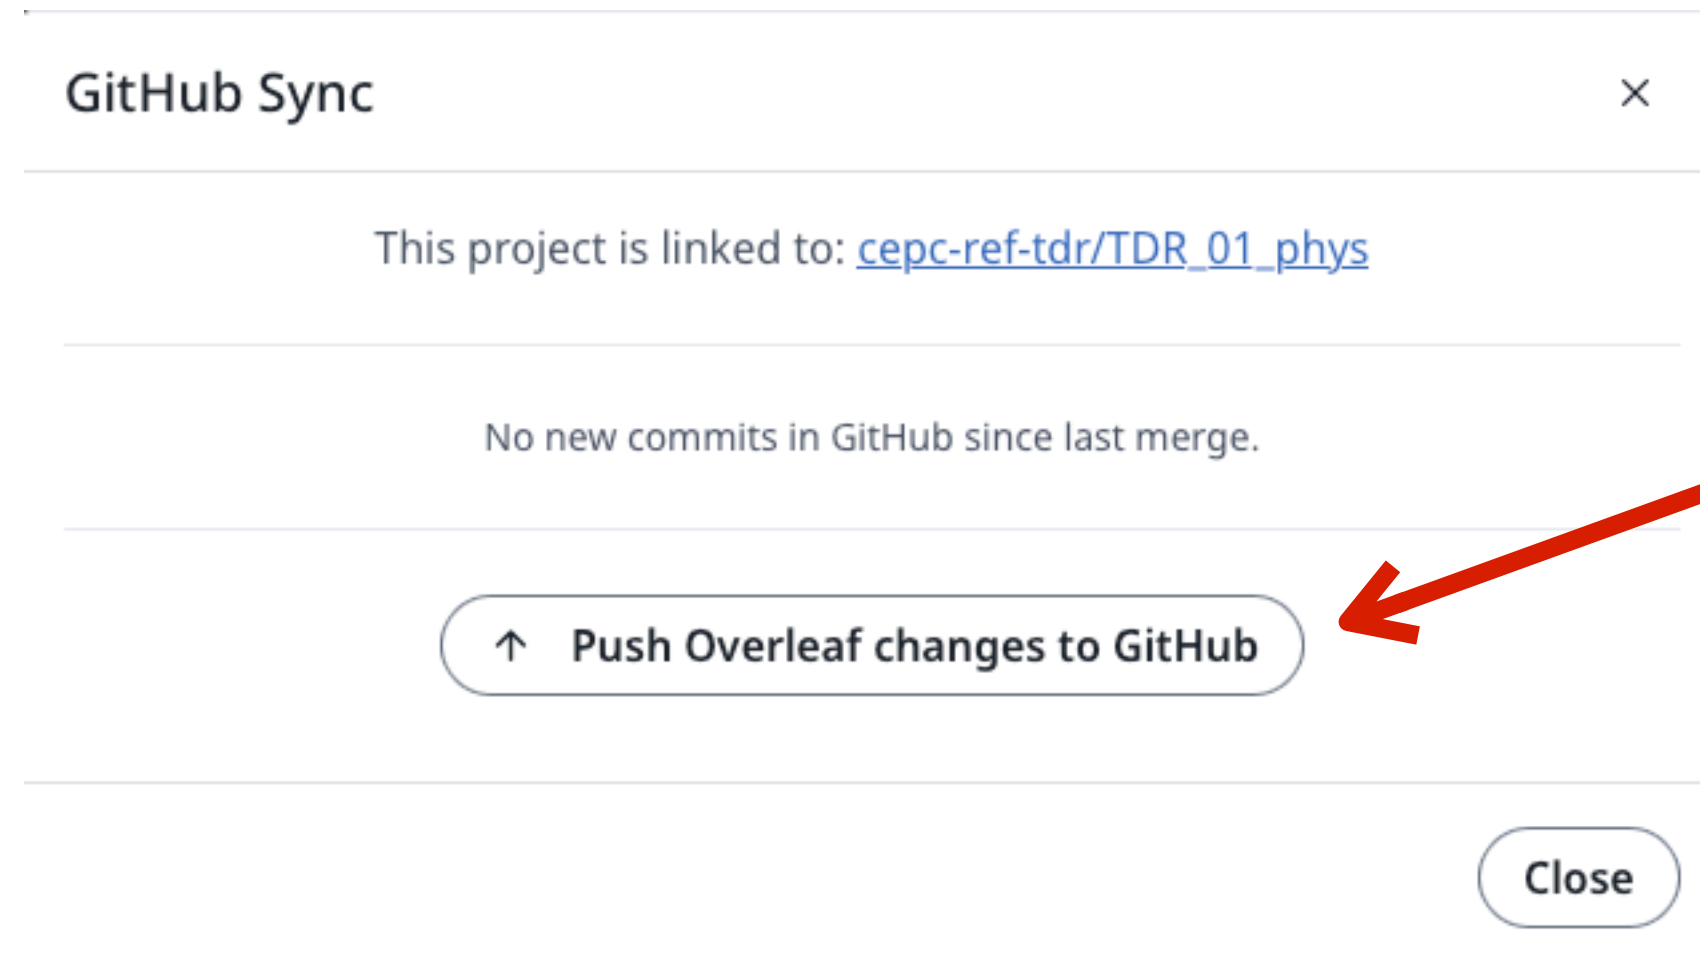 GitHub Sync
This project is linked to: cepc-ref-tdr/TDR_01_phys
No new commits in GitHub since last merge.
Push Overleaf changes to GitHub
Close